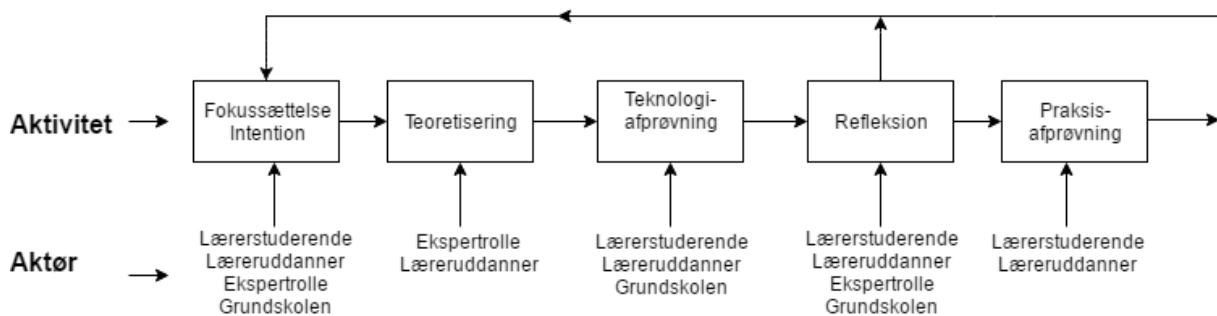 Aktivitet
Fokussættelse
Intention
Teoretisering
Teknologi-
afprøvning
Refleksion
Praksis-
afprøvning
Aktør
Lærerstuderende
Læreruddanner
Ekspertrolle
Grundskolen
Ekspertrolle
Læreruddanner
Lærerstuderende
Læreruddanner
Grundskolen
Lærerstuderende
Læreruddanner
Ekspertrolle
Grundskolen
Lærerstuderende
Læreruddanner